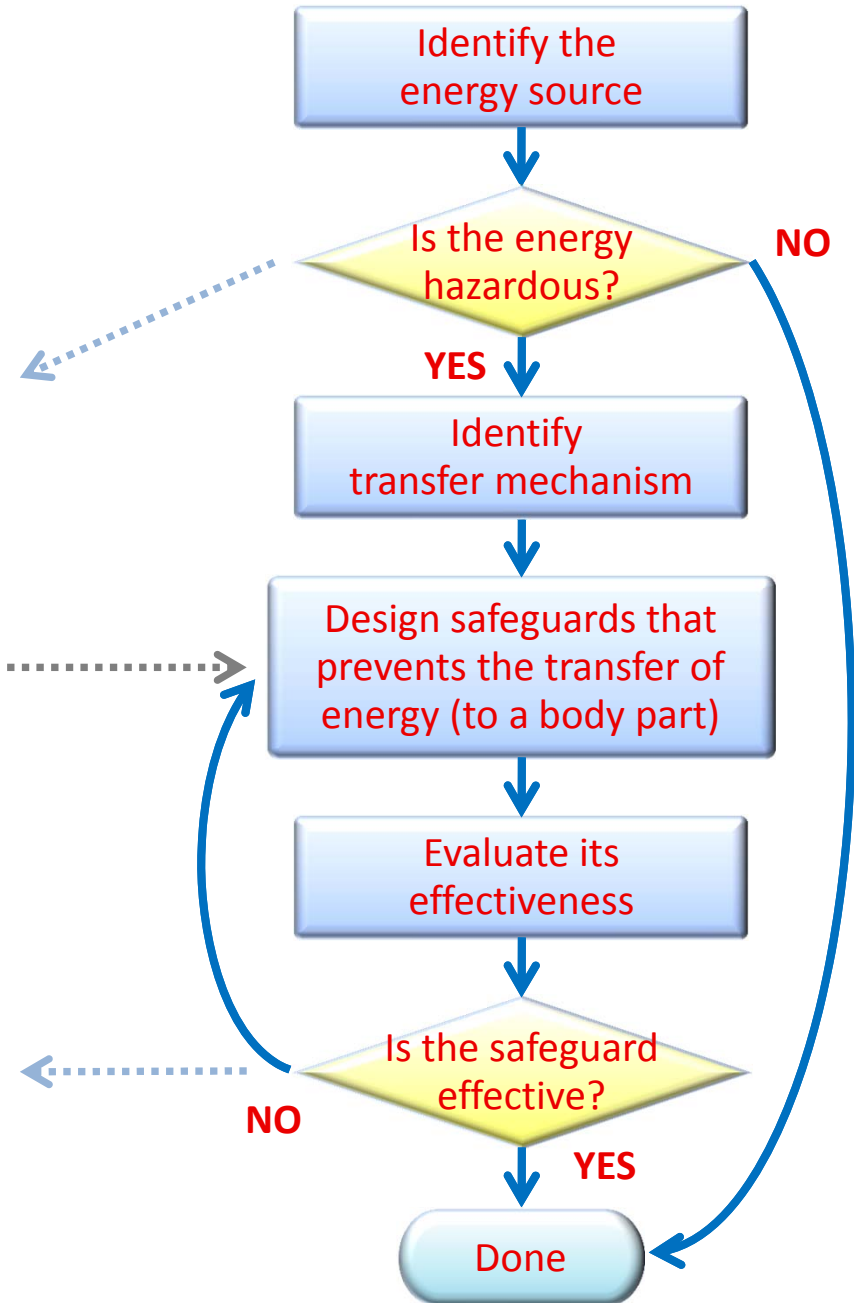 Identify the
energy source
Is the energy
hazardous?
NO
YES
Identify
transfer mechanism
Design safeguards that
prevents the transfer of
energy (to a body part)
Evaluate its
effectiveness
Is the safeguard
effective?
NO
YES
Done